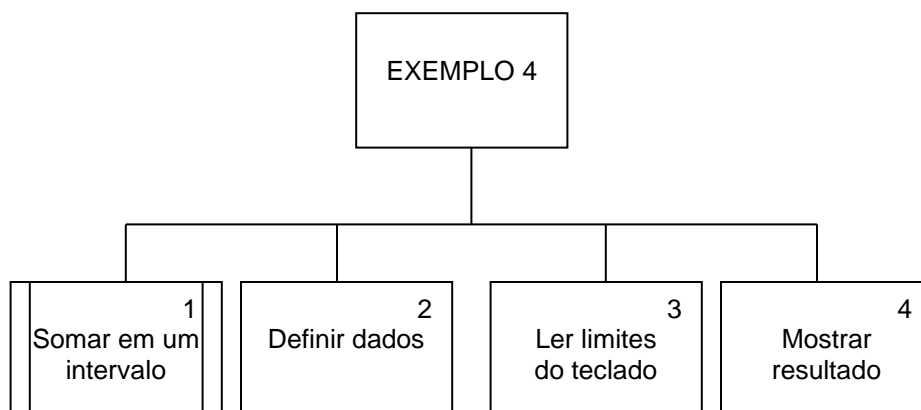 EXEMPLO 4
1
Somar em um
intervalo
2
Definir dados
3
Ler limites
do teclado
4
Mostrar
resultado